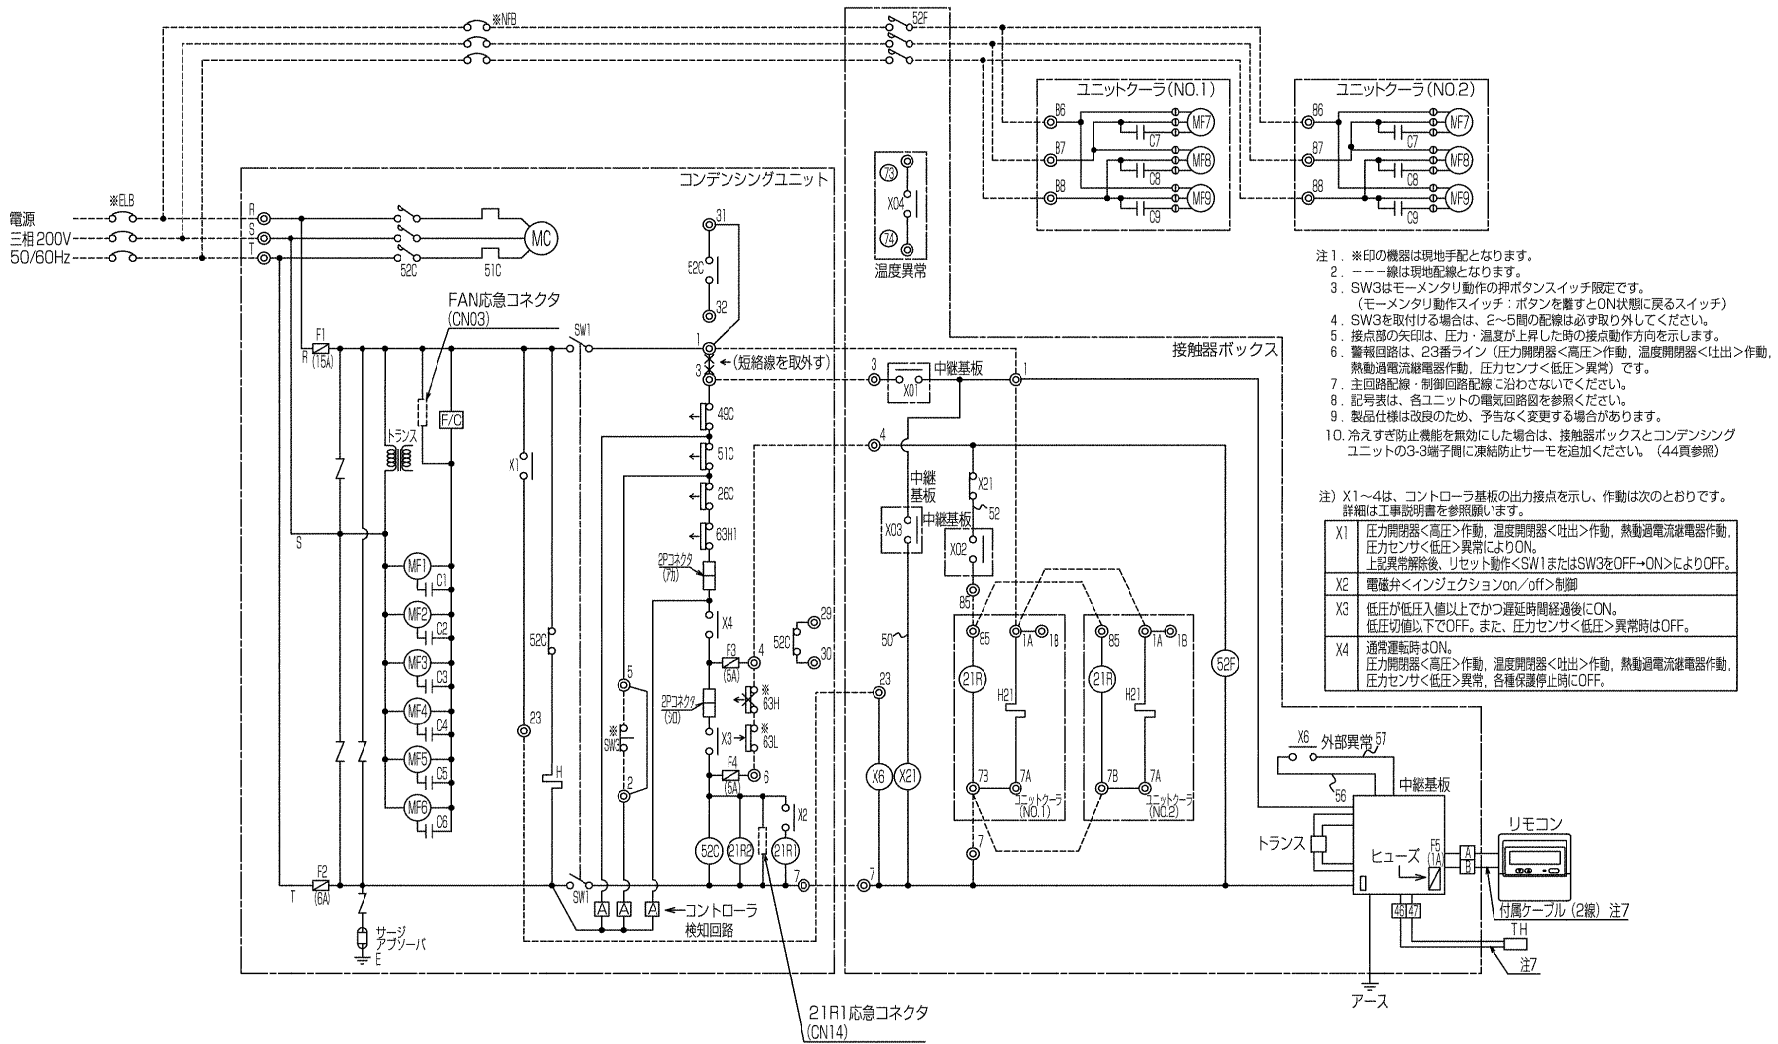 ※NFB
52F
ユニットクーラ(NO.1)
ユニットクーラ(NO.2)
86
MF7
C7
87
MF8
C8
88
MF9
C9
86
MF7
C7
87
MF8
C8
88
MF9
C9
73
X04
74
温度異常
コンデンシングユニット
※ELB
電源
三相200V
50/60Hz
R
S
T
52C
51C
MC
31
52C
32
FAN応急コネクタ
(CN03)
F1
R
(15A)
SW1
1
(短絡線を取外す)
3
接触器ボックス
3
中継基板
X01
1
49C
51C
26C
63H1
2Pコネクタ
(アカ)
X4
F3
(5A)
4
2Pコネクタ
(シロ)
※
63H
X3
※
63L
F4
(5A)
6
トランス
F/C
X1
S
MF1
C1
MF2
C2
MF3
C3
MF4
C4
MF5
C5
MF6
C6
52C
H
23
5
※
SW3
2
29
52C
30
4
中継
基板
X03
中継基板
X21
52
X02
85
50
23
X6
X21
85
1A
1B
21R
H21
73
7A
ユニットクーラ
(NO.1)
85
1A
1B
21R
H21
7B
7A
ユニットクーラ
(NO.2)
52F
7
52C
21R2
21R1
X2
7
7
T
F2
(6A)
SW1
A
A
A
コントローラ
検知回路
サージ
アブソーバ
E
21R1応急コネクタ
(CN14)
X6
外部異常
57
56
中継基板
トランス
ヒューズ
F5
(1A)
A
B
リモコン
付属ケーブル(2線) 注7
46
47
TH
注7
アース
注1. ※印の機器は現地手配となります。
2. −−−線は現地配線となります。
3. SW3はモーメンタリ動作の押ボタンスイッチ限定です。
(モーメンタリ動作スイッチ:ボタンを離すとON状態に戻るスイッチ)
4. SW3を取付ける場合は、2〜5間の配線は必ず取り外してください。
5. 接点部の矢印は、圧力・温度が上昇した時の接点動作方向を示します。
6. 警報回路は、23番ライン(圧力開閉器<高圧>作動, 温度開閉器<吐出>作動,
熱動過電流継電器作動, 圧力センサ<低圧>異常)です。
7. 主回路配線・制御回路配線に沿わさないでください。
8. 記号表は、各ユニットの電気回路図を参照ください。
9. 製品仕様は改良のため、予告なく変更する場合があります。
10. 冷えすぎ防止機能を無効にした場合は、接触器ボックスとコンデンシング
ユニットの3-3端子間に凍結防止サーモを追加ください。(44頁参照)
注) X1〜4は、コントローラ基板の出力接点を示し、作動は次のとおりです。
詳細は工事説明書を参照願います。
X1
圧力開閉器<高圧>作動, 温度開閉器<吐出>作動, 熱動過電流継電器作動,
圧力センサ<低圧>異常によりON。
上記異常解除後、リセット動作<SW1またはSW3をOFF→ON>によりOFF。
X2
電磁弁<インジェクションon/off>制御
X3
低圧が低圧入値以上でかつ遅延時間経過後にON。
低圧切値以下でOFF。また、圧力センサ<低圧>異常時はOFF。
X4
通常運転時はON。
圧力開閉器<高圧>作動, 温度開閉器<吐出>作動, 熱動過電流継電器作動,
圧力センサ<低圧>異常, 各種保護停止時にOFF。